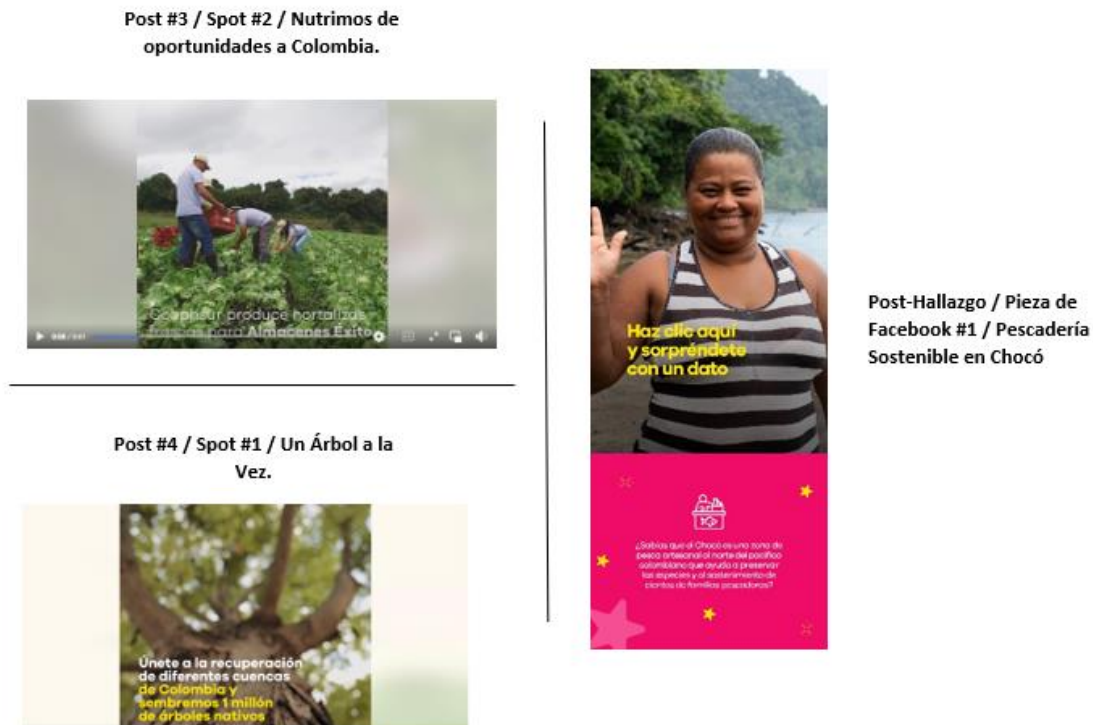 Post #3 / Spot #2 / Nutrimos de
oportunidades a Colombia.
produce hortalizas
frescas para Almacenes Éxito
Post #4 / Spot #1 / Un Árbol a la
Vez.
Únete a la recuperación
de diferentes cuencas
de Colombia y
sembremos 1 millón
de árboles nativos
Haz clic aquí
y sorpréndete
con un dato
¿Sabías que el Chocó es una zona de
pesca artesanal al norte del pacífico
colombiano que ayuda a preservar
las especies y al sostenimiento de
cientos de familias pescadoras?
Post-Hallazgo / Pieza de
Facebook #1 / Pescadería
Sostenible en Chocó